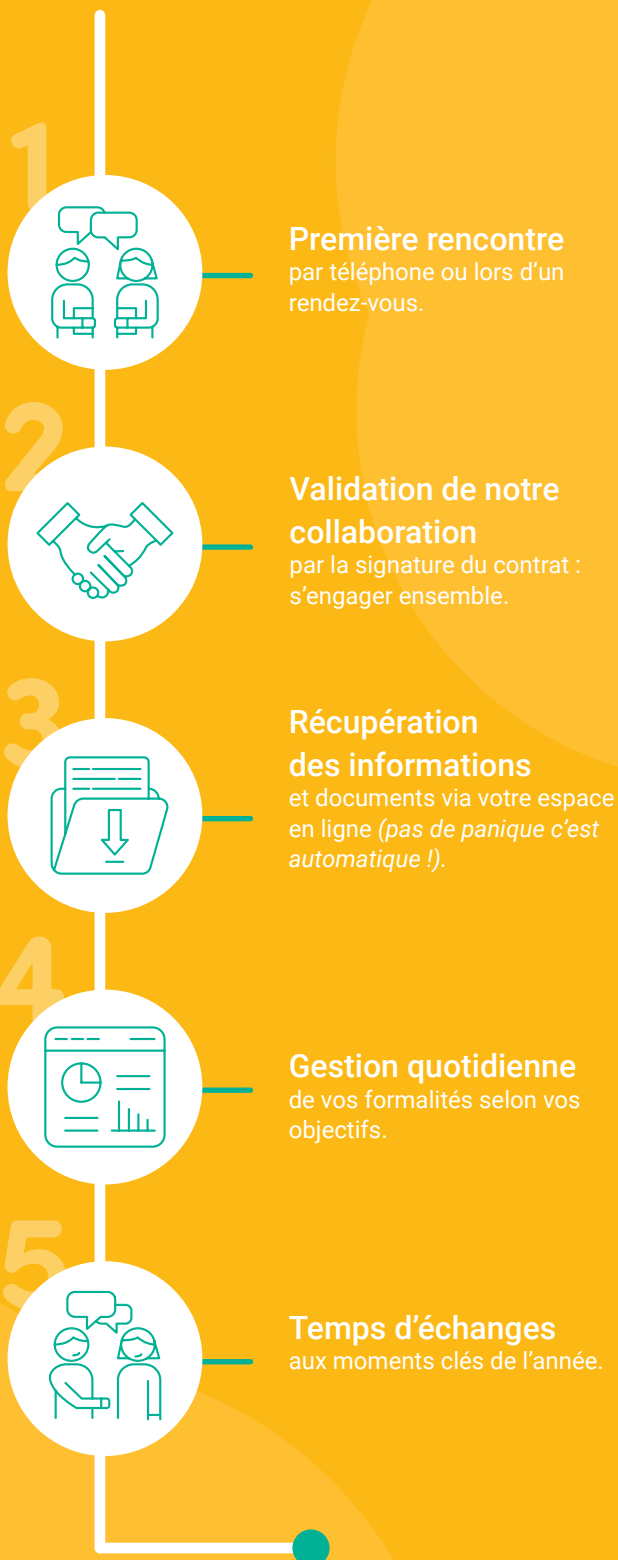 1
Première rencontre
par téléphone ou lors d’un
rendez-vous.
2
Validation de notre
collaboration
par la signature du contrat :
s’engager ensemble.
3
Récupération
des informations
et documents via votre espace
en ligne (pas de panique c’est
automatique !).
4
Gestion quotidienne
de vos formalités selon vos
objectifs.
5
Temps d’échanges
aux moments clés de l’année.